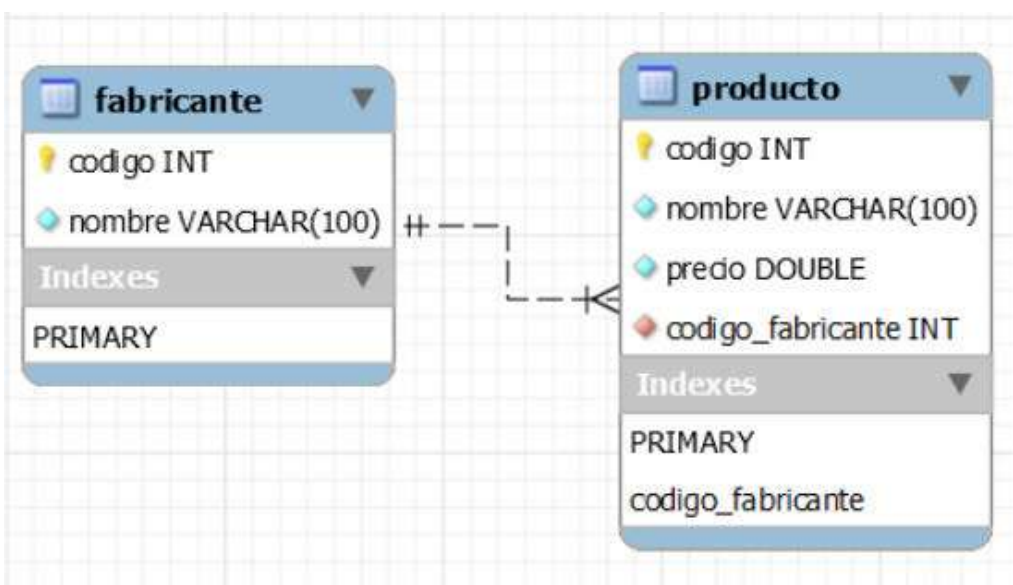 fabricante
codigo INT
nombre VARCHAR(100)
Indexes
PRIMARY
producto
codigo INT
nombre VARCHAR(100)
precio DOUBLE
codigo_fabricante INT
Indexes
PRIMARY
codigo_fabricante